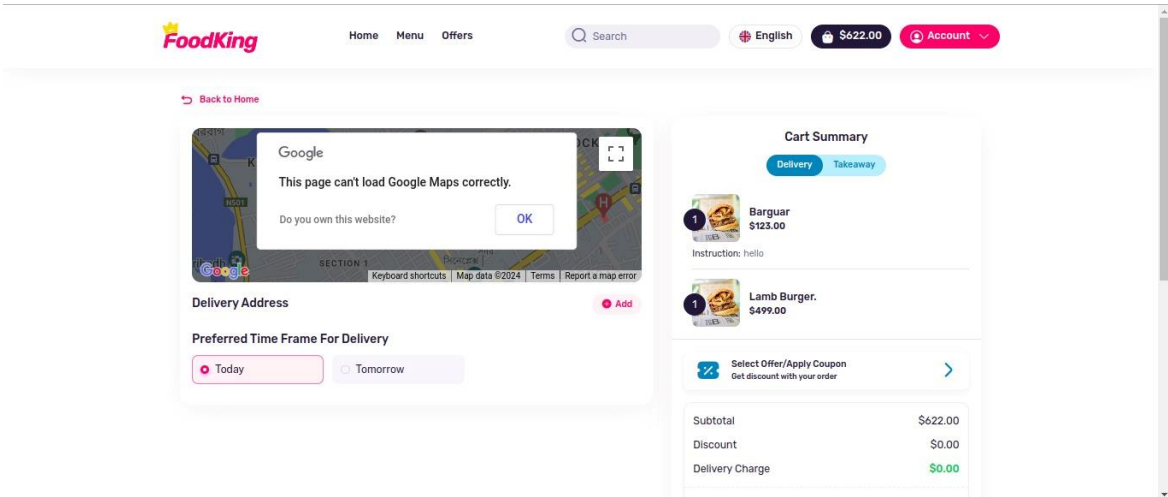 FoodKing
Home Menu Offers
Search
English
$622.00
Account
Back to Home
Google
This page can't load Google Maps correctly.
Do you own this website?
OK
N501
H
SECTION 1
Google
Keyboard shortcuts Map data ©2024 Terms Report a map error
Delivery Address
Add
Preferred Time Frame For Delivery
Today
Tomorrow
Cart Summary
Delivery Takeaway
1
Barguar
$123.00
Instruction: hello
1
Lamb Burger.
$499.00
Select Offer/Apply Coupon
Get discount with your order
Subtotal $622.00
Discount $0.00
Delivery Charge $0.00